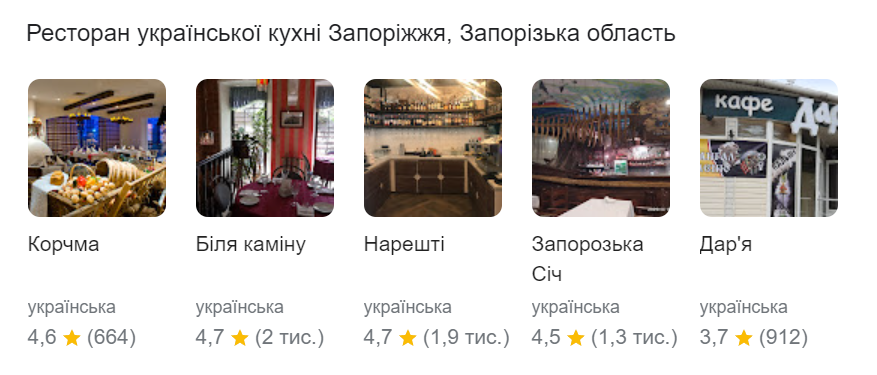 Ресторан української кухні Запоріжжя, Запорізька область
кафе
Корчма
Біля каміну
Нарешті
Запорозька
Січ
Дар'я
українська
українська
українська
українська
українська
4,6 ★ (664)
4,7 ★ (2 тис.)
4,7 ★ (1,9 тис.)
4,5 ★ (1,3 тис.)
3,7 ★ (912)